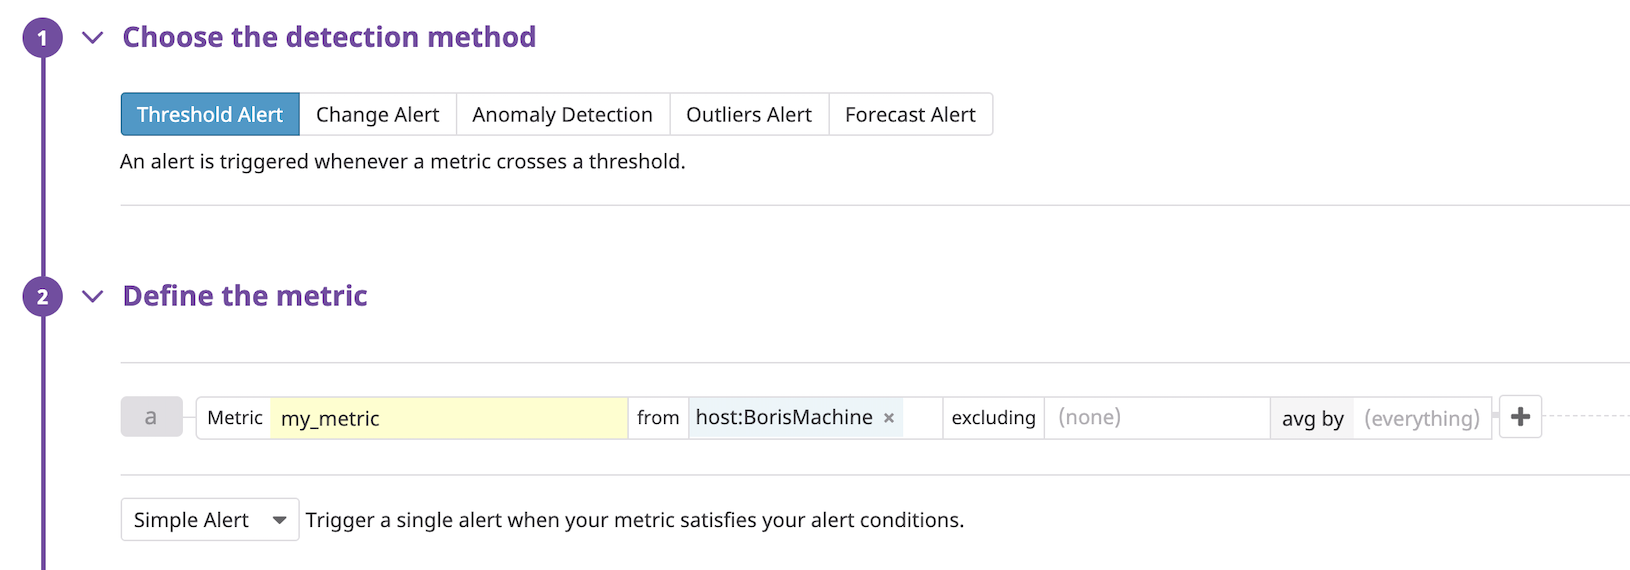 1 Choose the detection method
Threshold Alert Change Alert Anomaly Detection Outliers Alert Forecast Alert
An alert is triggered whenever a metric crosses a threshold.
2 Define the metric
a Metric my_metric from host:BorisMachine × excluding (none) avg by (everything) +
Simple Alert Trigger a single alert when your metric satisfies your alert conditions.